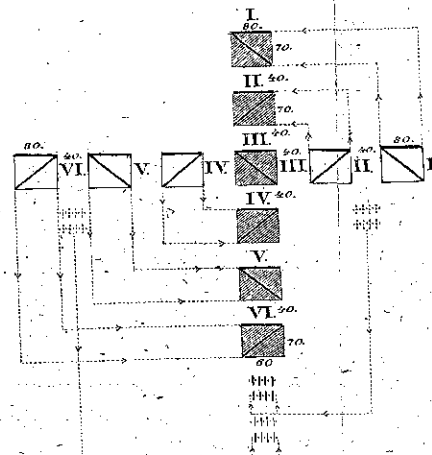 I.
80.
70.
II. 40.
70.
III. 40.
80. 40. VI. V. IV. 40. III. 40. II. 80. I
IV. 40.
V.
VI. 40.
70.
60